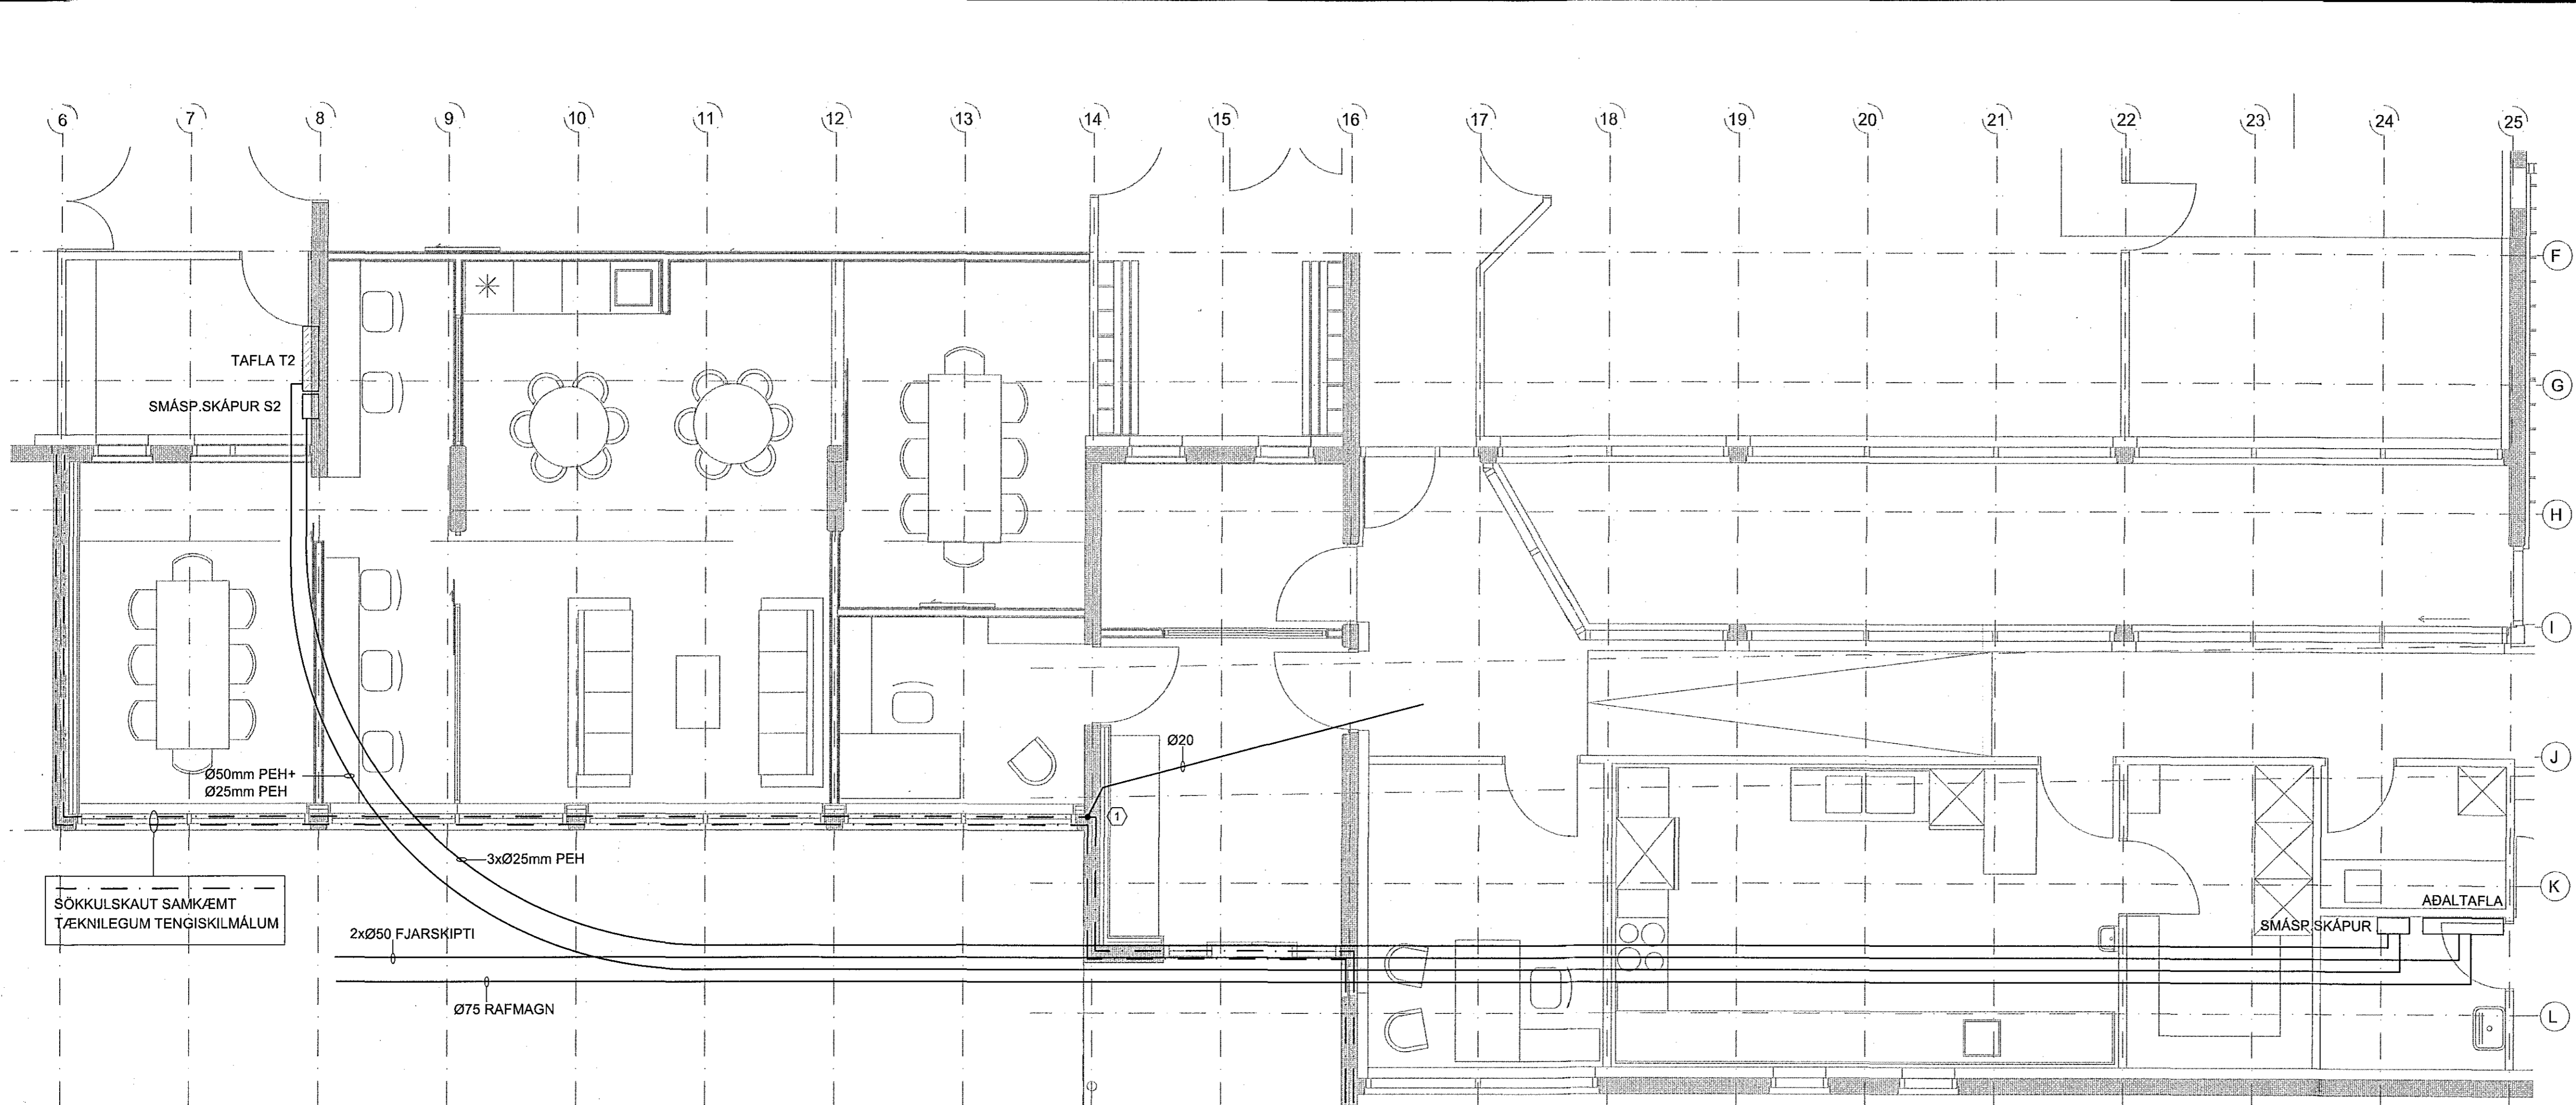 6 7 8 9 10 11 12 13 14 15 16 17 18 19 20 21 22 23 24 25
F
TAFLA T2
G
SMÁSP.SKÁPUR S2
H
I
Ø20
J
Ø50mm PEH+
Ø25mm PEH
1
3xØ25mm PEH
SÖKKULSKAUT SAMKÆMT
TÆKNILEGUM TENGISKILMÁLUM
K
AÐALTAFLA
SMÁSP.SKÁPUR
2xØ50 FJARSKIPTI
Ø75 RAFMAGN
L